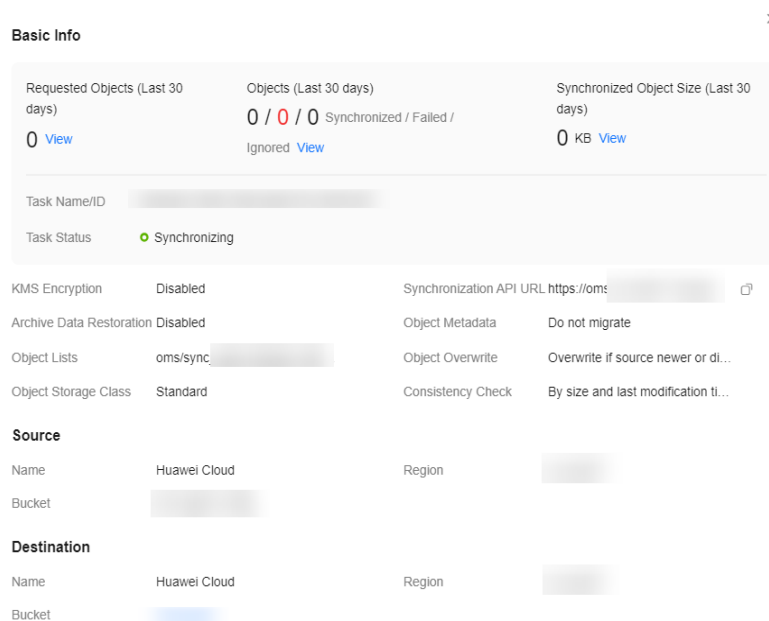 Basic Info
Requested Objects (Last 30 days)
0 View
Objects (Last 30 days)
0 / 0 / 0 Synchronized / Failed / Ignored View
Synchronized Object Size (Last 30 days)
0 KB View
Task Name/ID
Task Status Synchronizing
KMS Encryption Disabled Synchronization API URL https://oms
Archive Data Restoration Disabled Object Metadata Do not migrate
Object Lists oms/sync_ Object Overwrite Overwrite if source newer or di...
Object Storage Class Standard Consistency Check By size and last modification ti...
Source
Name Huawei Cloud Region
Bucket
Destination
Name Huawei Cloud Region
Bucket